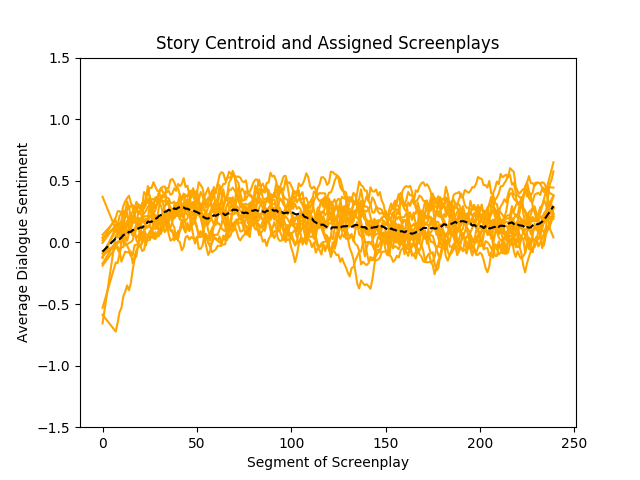 Story Centroid and Assigned Screenplays
1.5
1.0
0.5
0.0
−0.5
−1.0
−1.5
Average Dialogue Sentiment
0 50 100 150 200 250
Segment of Screenplay